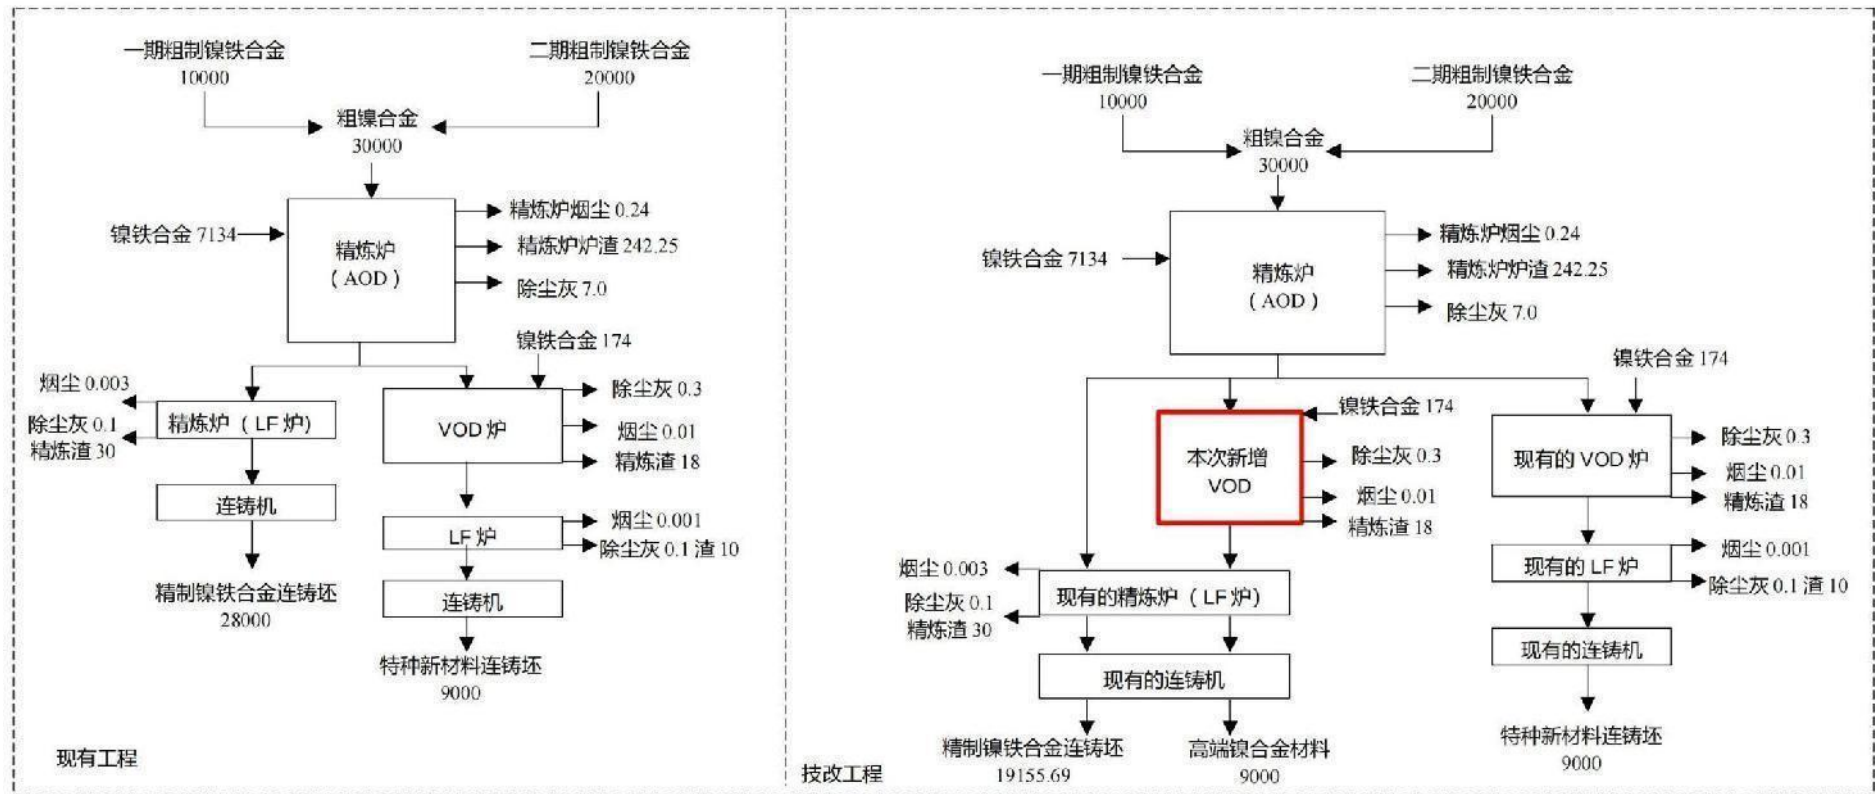 一期粗制镍铁合金
10000
二期粗制镍铁合金
20000
粗镍合金
30000
镍铁合金 7134
精炼炉
（AOD）
精炼炉烟尘 0.24
精炼炉炉渣 242.25
除尘灰 7.0
镍铁合金 174
烟尘 0.003
除尘灰 0.1
精炼渣 30
精炼炉（LF 炉）
VOD 炉
除尘灰 0.3
烟尘 0.01
精炼渣 18
连铸机
LF 炉
烟尘 0.001
除尘灰 0.1 渣 10
精制镍铁合金连铸坯
28000
连铸机
特种新材料连铸坯
9000
现有工程
一期粗制镍铁合金
10000
二期粗制镍铁合金
20000
粗镍合金
30000
镍铁合金 7134
精炼炉
（AOD）
精炼炉烟尘 0.24
精炼炉炉渣 242.25
除尘灰 7.0
镍铁合金 174
镍铁合金 174
本次新增
VOD
除尘灰 0.3
烟尘 0.01
精炼渣 18
现有的 VOD 炉
除尘灰 0.3
烟尘 0.01
精炼渣 18
烟尘 0.003
除尘灰 0.1
精炼渣 30
现有的精炼炉（LF 炉）
现有的 LF 炉
烟尘 0.001
除尘灰 0.1 渣 10
现有的连铸机
现有的连铸机
精制镍铁合金连铸坯
19155.69
高端镍合金材料
9000
特种新材料连铸坯
9000
技改工程